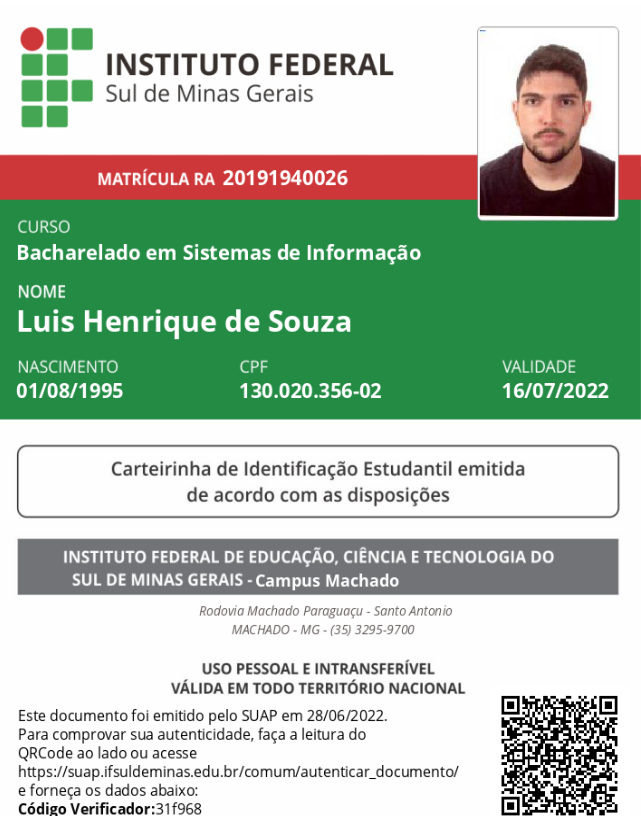 INSTITUTO FEDERAL
Sul de Minas Gerais
MATRÍCULA RA 20191940026
CURSO
Bacharelado em Sistemas de Informação
NOME
Luis Henrique de Souza
NASCIMENTO CPF VALIDADE
01/08/1995 130.020.356-02 16/07/2022
Carteirinha de Identificação Estudantil emitida
de acordo com as disposições
INSTITUTO FEDERAL DE EDUCAÇÃO, CIÊNCIA E TECNOLOGIA DO
SUL DE MINAS GERAIS - Campus Machado
Rodovia Machado Paraguaçu - Santo Antonio
MACHADO - MG - (35) 3295-9700
USO PESSOAL E INTRANSFERÍVEL
VÁLIDA EM TODO TERRITÓRIO NACIONAL
Este documento foi emitido pelo SUAP em 28/06/2022.
Para comprovar sua autenticidade, faça a leitura do
QRCode ao lado ou acesse
https://suap.ifsuldeminas.edu.br/comum/autenticar_documento/
e forneça os dados abaixo:
Código Verificador:31f968